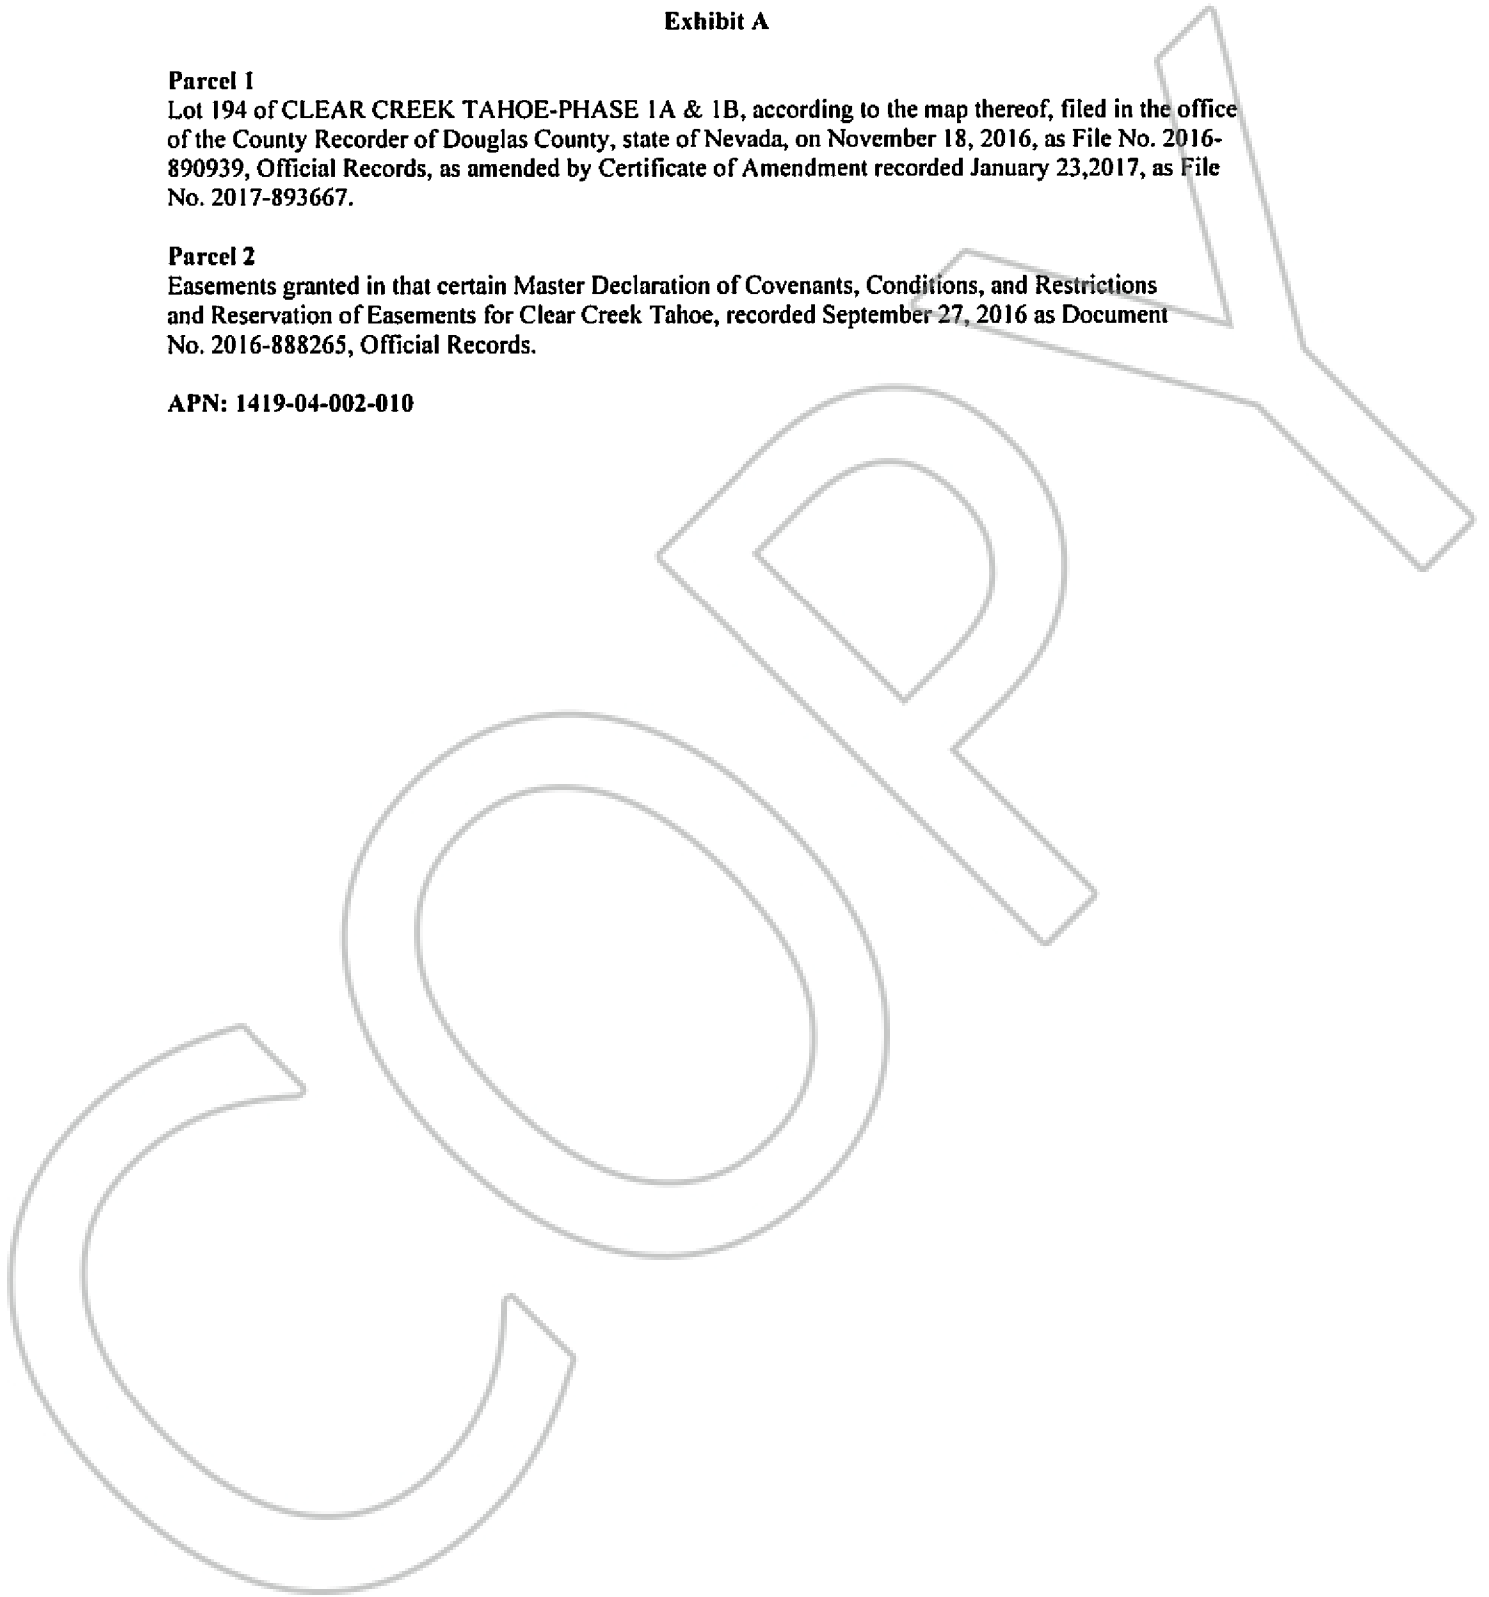 Exhibit A
Parcel 1
Lot 194 of CLEAR CREEK TAHOE-PHASE 1A & 1B, according to the map thereof, filed in the office
of the County Recorder of Douglas County, state of Nevada, on November 18, 2016, as File No. 2016-
890939, Official Records, as amended by Certificate of Amendment recorded January 23,2017, as File
No. 2017-893667.
Parcel 2
Easements granted in that certain Master Declaration of Covenants, Conditions, and Restrictions
and Reservation of Easements for Clear Creek Tahoe, recorded September 27, 2016 as Document
No. 2016-888265, Official Records.
APN: 1419-04-002-010
COPY